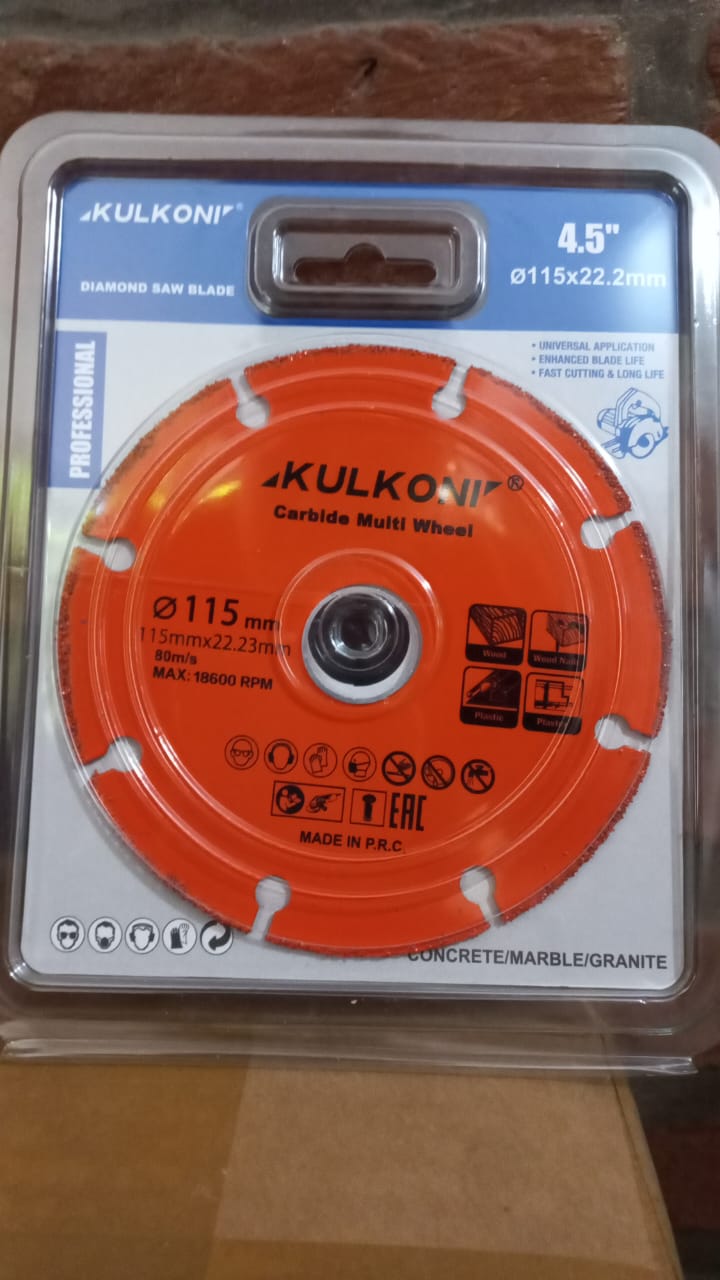 KULKONI®
DIAMOND SAW BLADE
4.5"
Ø115x22.2mm
PROFESSIONAL
• UNIVERSAL APPLICATION
• ENHANCED BLADE LIFE
• FAST CUTTING & LONG LIFE
KULKONI®
Carbide Multi Wheel
Ø 115 mm
115mmx22.23mm
80m/s
MAX: 18600 RPM
Wood
Wood Nails
Plastic
Plaster
EAC
MADE IN P.R.C.
CONCRETE/MARBLE/GRANITE